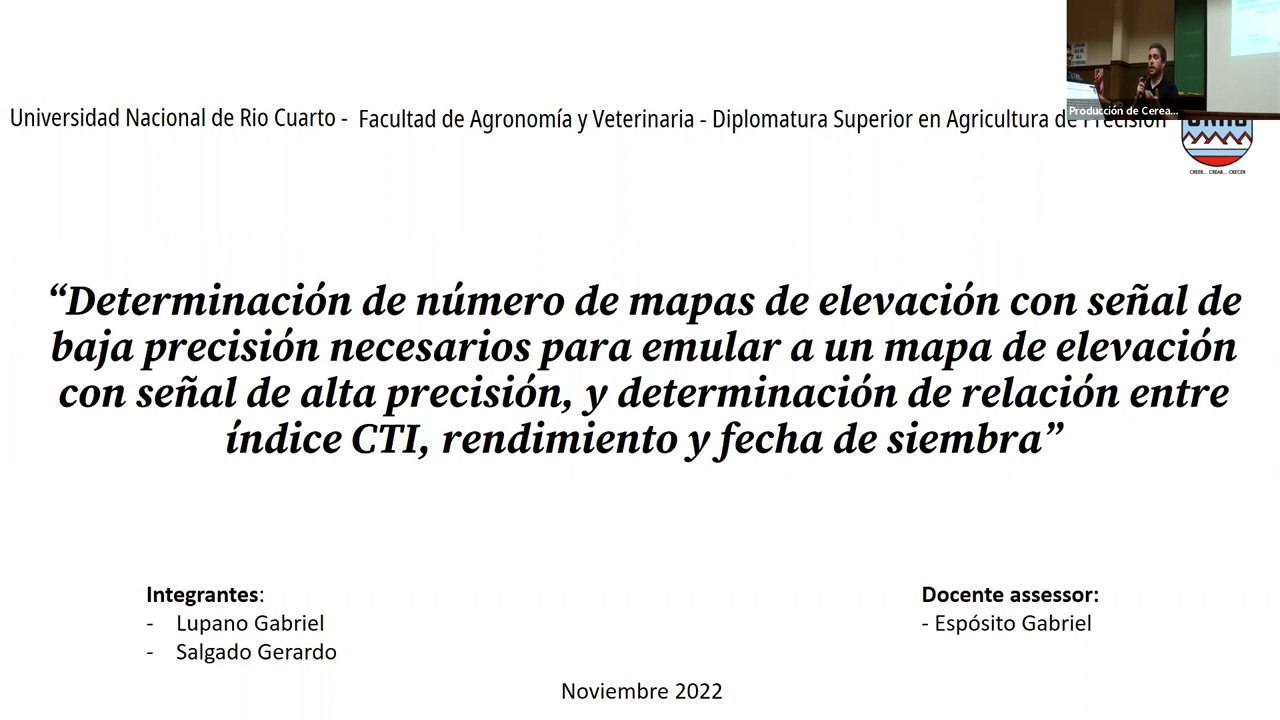 Universidad Nacional de Rio Cuarto - Facultad de Agronomía y Veterinaria - Diplomatura Superior en Agricultura de Precisión
Producción de Cerea...
CREER... CREAR... CRECER
“Determinación de número de mapas de elevación con señal de
baja precisión necesarios para emular a un mapa de elevación
con señal de alta precisión, y determinación de relación entre
índice CTI, rendimiento y fecha de siembra”
Integrantes:
- Lupano Gabriel
- Salgado Gerardo
Docente assessor:
- Espósito Gabriel
Noviembre 2022